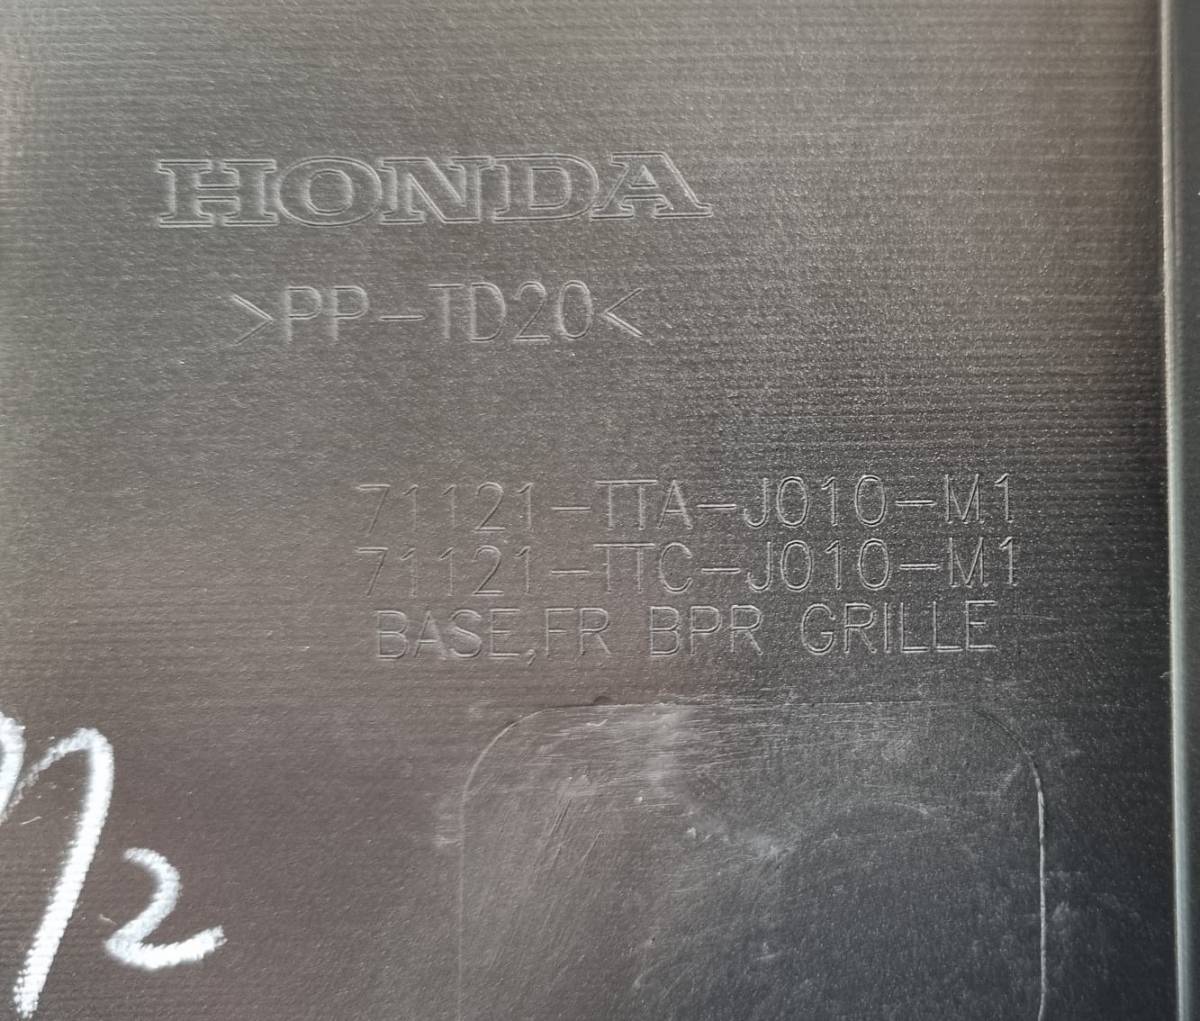 HONDA
>PP-TD20<
71121-TTA-J010-M1
71121-TTC-J010-M1
BASE,FR BPR GRILLE